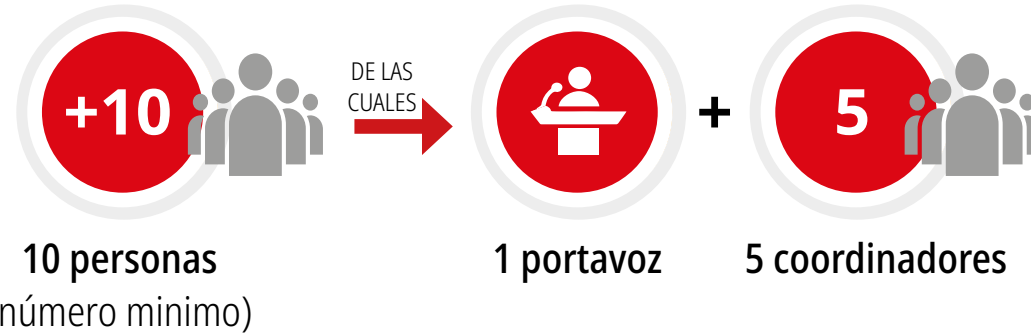 +10
DE LAS
CUALES
+
5
10 personas
número minimo)
1 portavoz
5 coordinadores